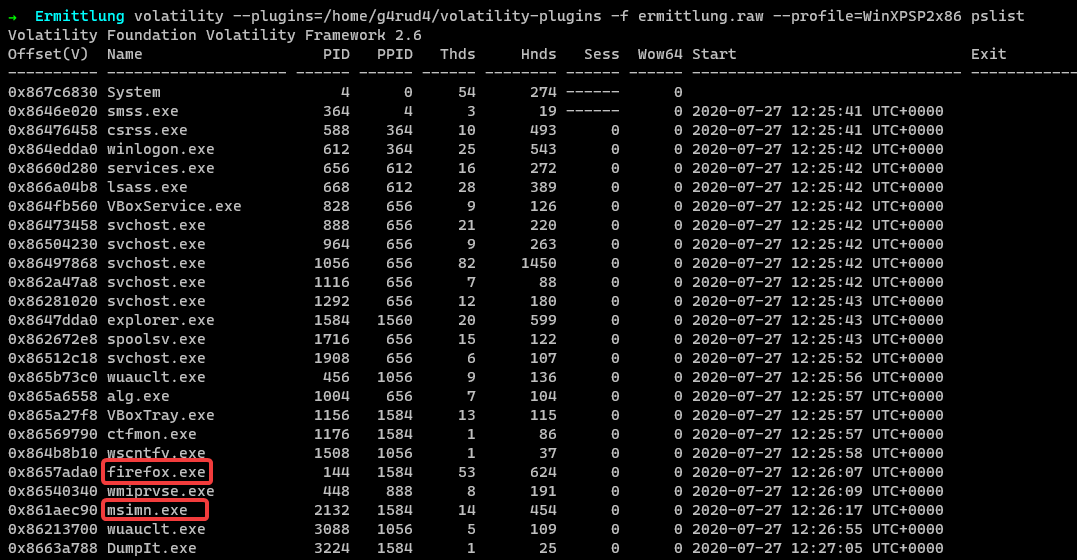 → Ermittlung volatility --plugins=/home/g4rud4/volatility-plugins -f ermittlung.raw --profile=WinXPSP2x86 pslist
Volatility Foundation Volatility Framework 2.6
Offset(V)  Name                    PID   PPID   Thds     Hnds   Sess  Wow64 Start                          Exit
---------- -------------------- ------ ------ ------ -------- ------ ------ ------------------------------ ------------
0x867c6830 System                    4      0     54      274 ------      0
0x8646e020 smss.exe                364      4      3       19 ------      0 2020-07-27 12:25:41 UTC+0000
0x86476458 csrss.exe               588    364     10      493      0      0 2020-07-27 12:25:41 UTC+0000
0x864edda0 winlogon.exe            612    364     25      543      0      0 2020-07-27 12:25:42 UTC+0000
0x8660d280 services.exe            656    612     16      272      0      0 2020-07-27 12:25:42 UTC+0000
0x866a04b8 lsass.exe               668    612     28      389      0      0 2020-07-27 12:25:42 UTC+0000
0x864fb560 VBoxService.exe         828    656      9      126      0      0 2020-07-27 12:25:42 UTC+0000
0x86473458 svchost.exe             888    656     21      220      0      0 2020-07-27 12:25:42 UTC+0000
0x86504230 svchost.exe             964    656      9      263      0      0 2020-07-27 12:25:42 UTC+0000
0x86497868 svchost.exe            1056    656     82     1450      0      0 2020-07-27 12:25:42 UTC+0000
0x862a47a8 svchost.exe            1116    656      7       88      0      0 2020-07-27 12:25:42 UTC+0000
0x86281020 svchost.exe            1292    656     12      180      0      0 2020-07-27 12:25:43 UTC+0000
0x8647dda0 explorer.exe           1584   1560     20      599      0      0 2020-07-27 12:25:43 UTC+0000
0x862672e8 spoolsv.exe            1716    656     15      122      0      0 2020-07-27 12:25:43 UTC+0000
0x86512c18 svchost.exe            1908    656      6      107      0      0 2020-07-27 12:25:52 UTC+0000
0x865b73c0 wuauclt.exe             456   1056      9      136      0      0 2020-07-27 12:25:56 UTC+0000
0x865a6558 alg.exe                1004    656      7      104      0      0 2020-07-27 12:25:57 UTC+0000
0x865a27f8 VBoxTray.exe           1156   1584     13      115      0      0 2020-07-27 12:25:57 UTC+0000
0x86569790 ctfmon.exe             1176   1584      1       86      0      0 2020-07-27 12:25:57 UTC+0000
0x864b8b10 wscntfy.exe            1508   1056      1       37      0      0 2020-07-27 12:25:58 UTC+0000
0x8657ada0 firefox.exe             144   1584     53      624      0      0 2020-07-27 12:26:07 UTC+0000
0x86540340 wmiprvse.exe            448    888      8      191      0      0 2020-07-27 12:26:09 UTC+0000
0x861aec90 msimn.exe              2132   1584     14      454      0      0 2020-07-27 12:26:17 UTC+0000
0x86213700 wuauclt.exe            3088   1056      5      109      0      0 2020-07-27 12:26:55 UTC+0000
0x8663a788 DumpIt.exe             3224   1584      1       25      0      0 2020-07-27 12:27:05 UTC+0000